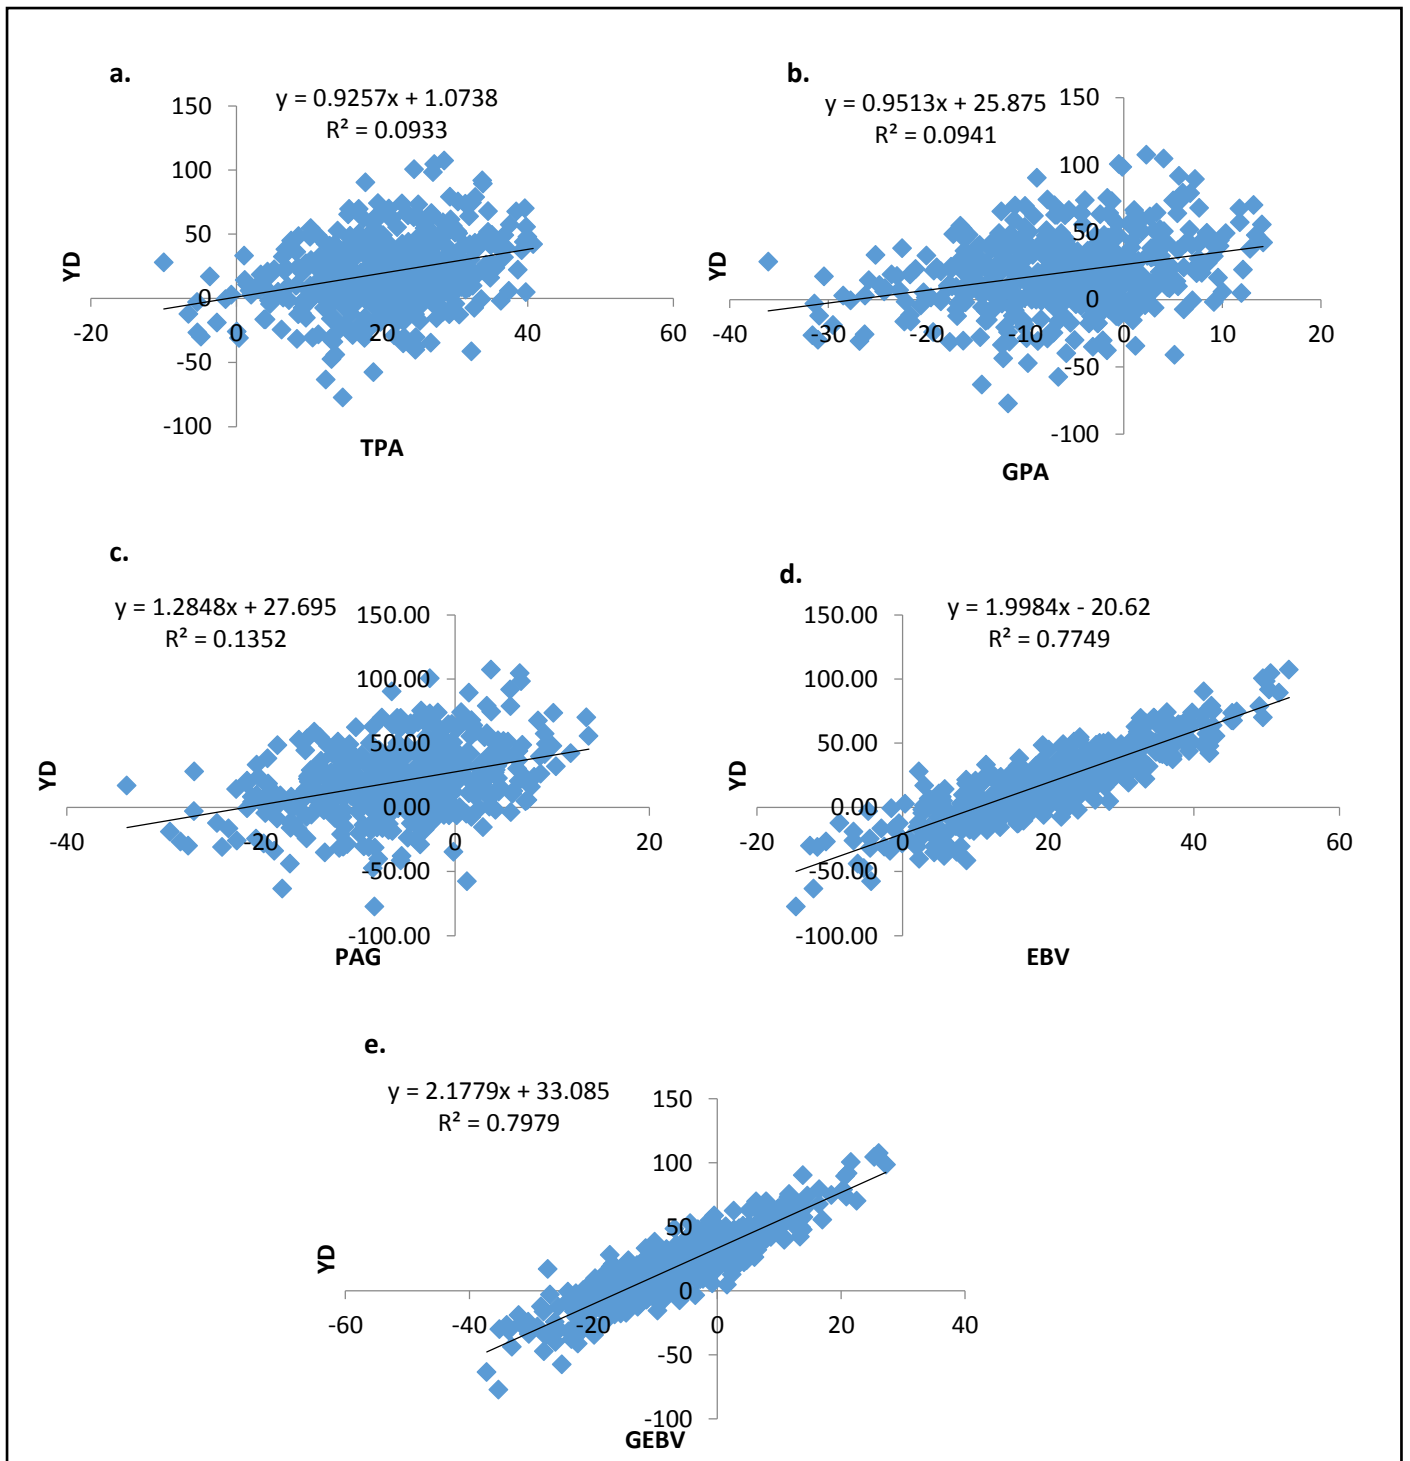 a.
y = 0.9257x + 1.0738
R² = 0.0933
150
100
50
0
-50
-100
-20 0 20 40 60
YD
TPA
b.
y = 0.9513x + 25.875
R² = 0.0941
150
100
50
0
-50
-100
-40 -30 -20 -10 0 10 20
YD
GPA
c.
y = 1.2848x + 27.695
R² = 0.1352
150.00
100.00
50.00
0.00
-50.00
-100.00
-40 -20 0 20
YD
PAG
d.
y = 1.9984x - 20.62
R² = 0.7749
150.00
100.00
50.00
0.00
-50.00
-100.00
-20 0 20 40 60
YD
EBV
e.
y = 2.1779x + 33.085
R² = 0.7979
150
100
50
0
-50
-100
-60 -40 -20 0 20 40
YD
GEBV